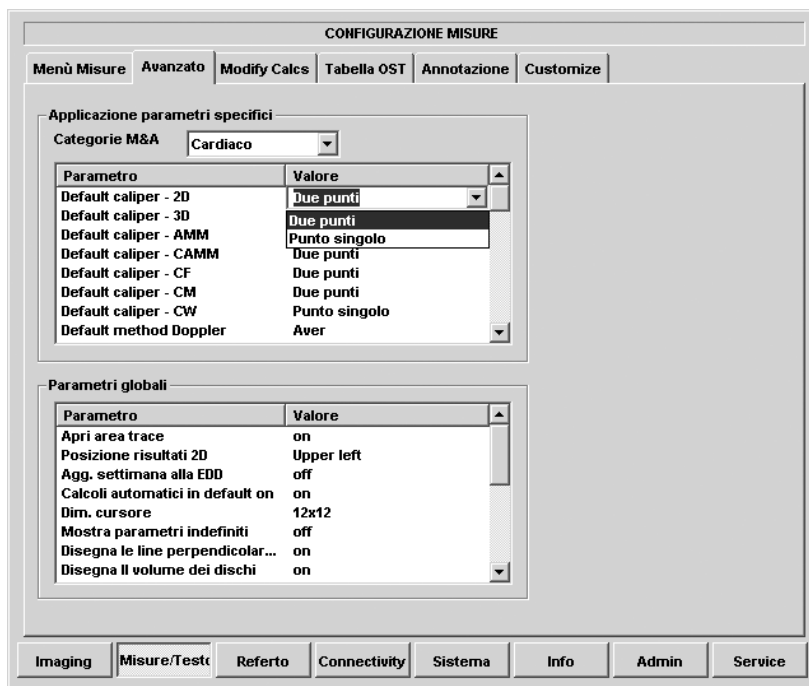 CONFIGURAZIONE MISURE
Menù Misure Avanzato Modify Calcs Tabella OST Annotazione Customize
Applicazione parametri specifici
Categorie M&A Cardiaco
Parametro Valore
Default caliper - 2D Due punti
Default caliper - 3D Due punti
Default caliper - AMM Punto singolo
Default caliper - CAMM Due punti
Default caliper - CF Due punti
Default caliper - CM Due punti
Default caliper - CW Punto singolo
Default method Doppler Aver
Parametri globali
Parametro Valore
Apri area trace on
Posizione risultati 2D Upper left
Agg. settimana alla EDD off
Calcoli automatici in default on on
Dim. cursore 12x12
Mostra parametri indefiniti off
Disegna le line perpendicolar... on
Disegna Il volume dei dischi on
Imaging Misure/Testo Referto Connectivity Sistema Info Admin Service